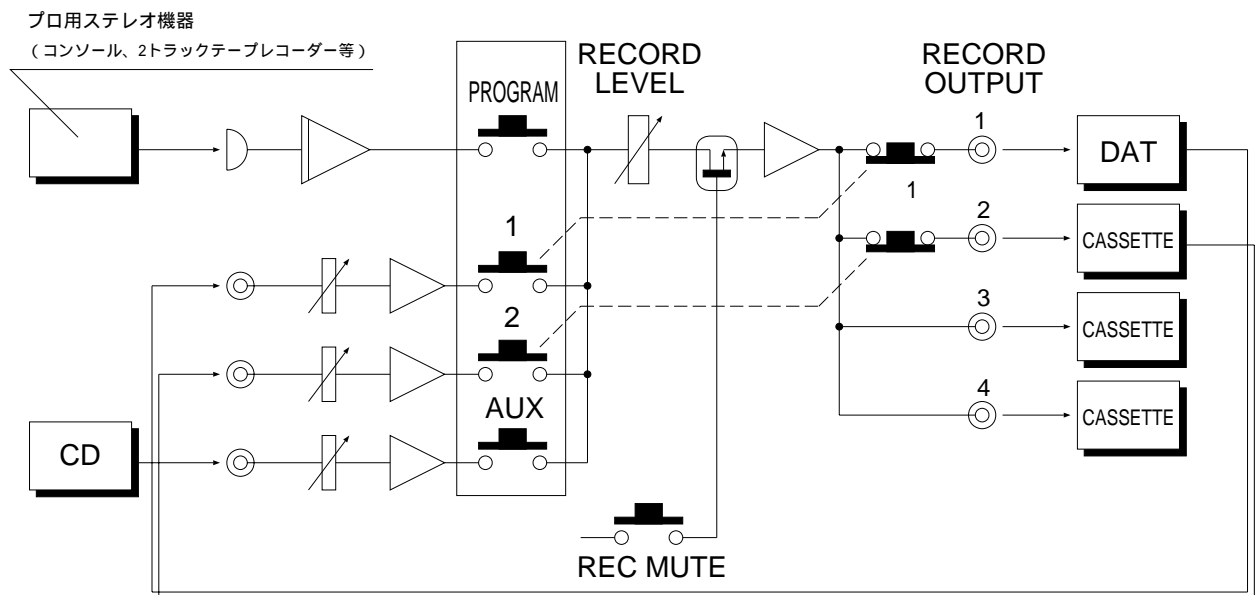 プロ用ステレオ機器
（コンソール、2トラックテープレコーダー等）
PROGRAM
RECORD
LEVEL
RECORD
OUTPUT
1
DAT
1
1
2
CASSETTE
2
3
CASSETTE
AUX
4
CASSETTE
CD
REC MUTE